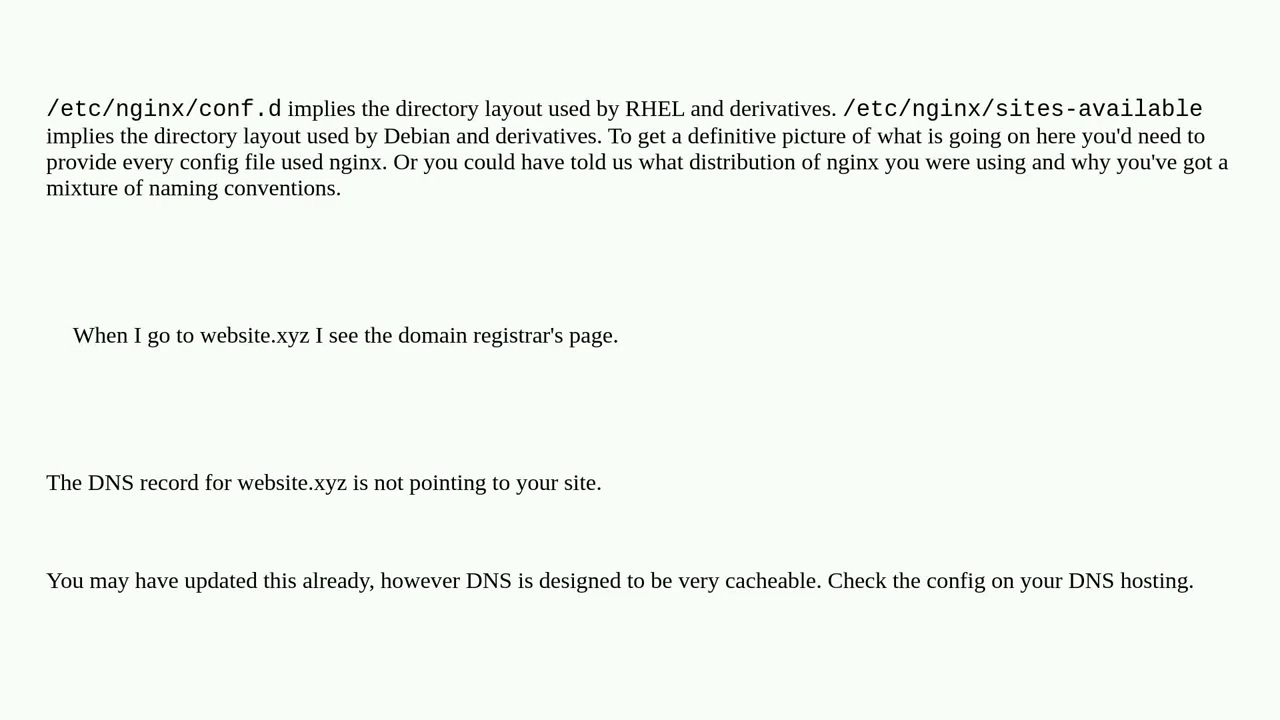 /etc/nginx/conf.d implies the directory layout used by RHEL and derivatives. /etc/nginx/sites-available
implies the directory layout used by Debian and derivatives. To get a definitive picture of what is going on here you'd need to
provide every config file used nginx. Or you could have told us what distribution of nginx you were using and why you've got a
mixture of naming conventions.
When I go to website.xyz I see the domain registrar's page.
The DNS record for website.xyz is not pointing to your site.
You may have updated this already, however DNS is designed to be very cacheable. Check the config on your DNS hosting.